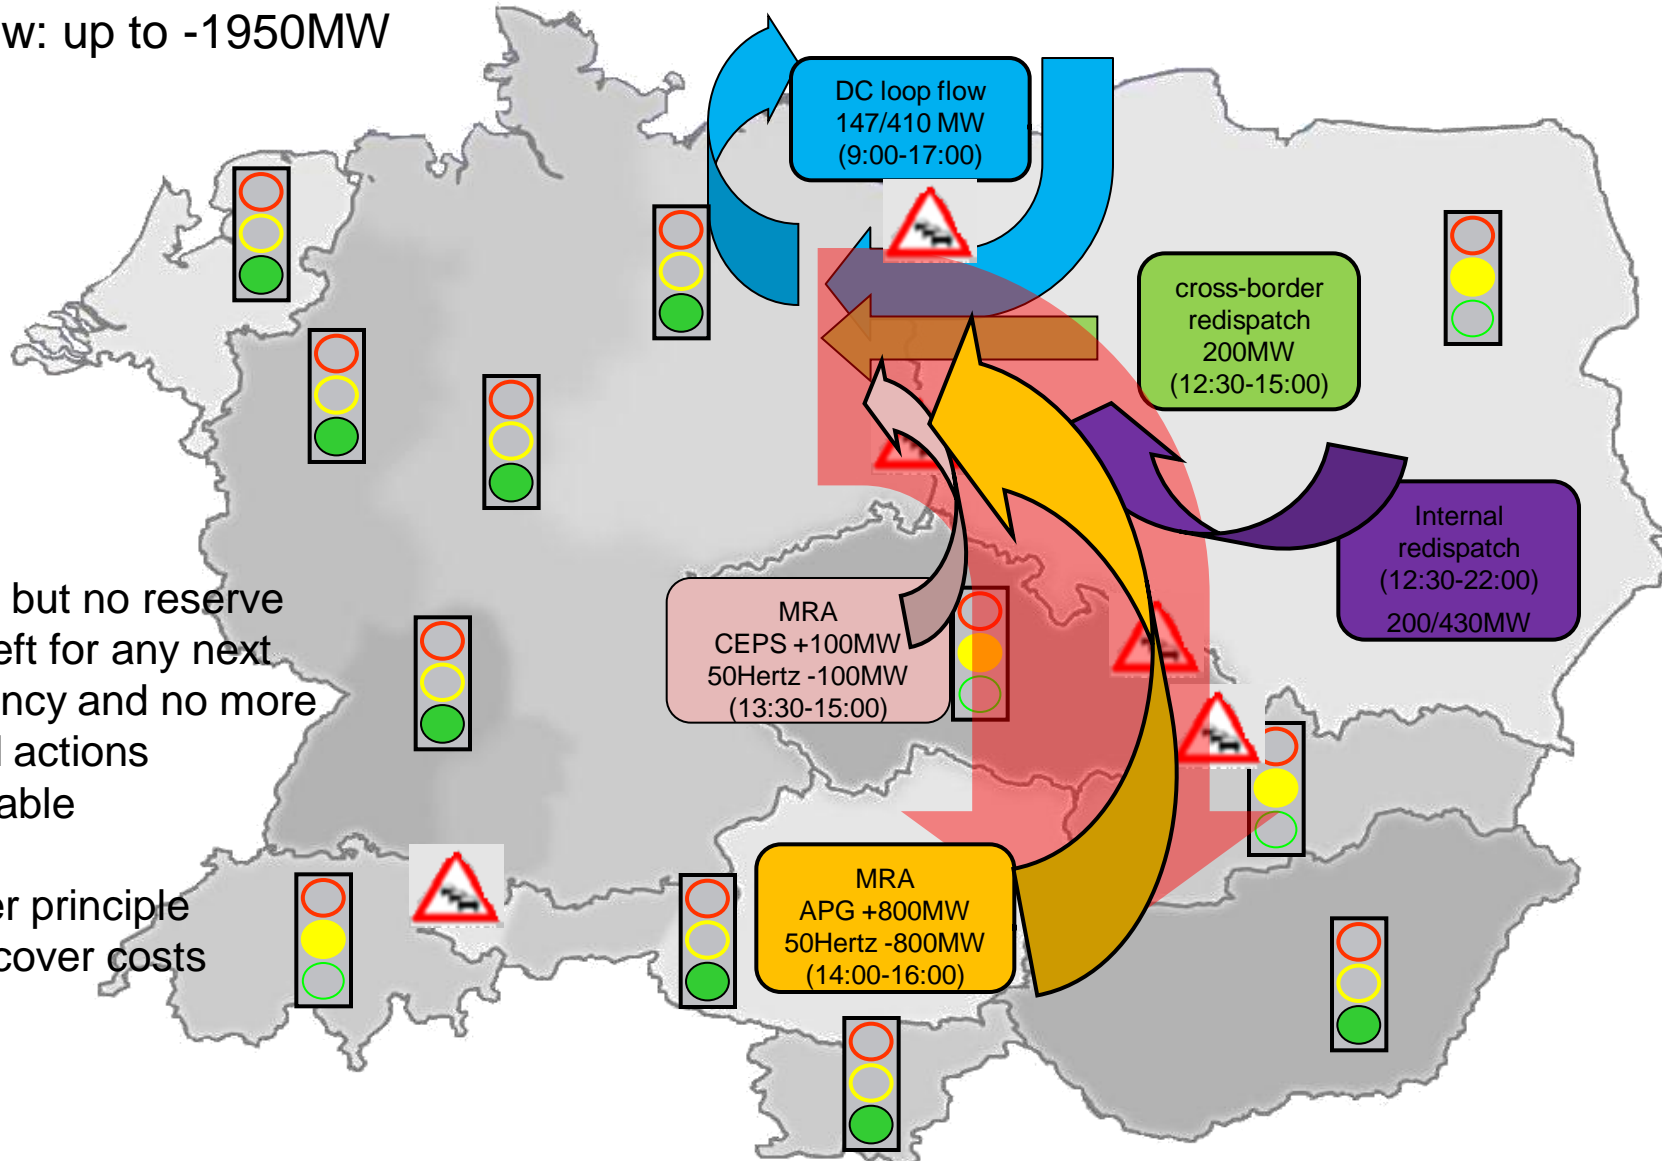 w: up to -1950MW
DC loop flow
147/410 MW
(9:00-17:00)
cross-border
redispatch
200MW
(12:30-15:00)
Internal
redispatch
(12:30-22:00)
200/430MW
but no reserve
eft for any next
ncy and no more
l actions
able
er principle
cover costs
MRA
CEPS +100MW
50Hertz -100MW
(13:30-15:00)
MRA
APG +800MW
50Hertz -800MW
(14:00-16:00)